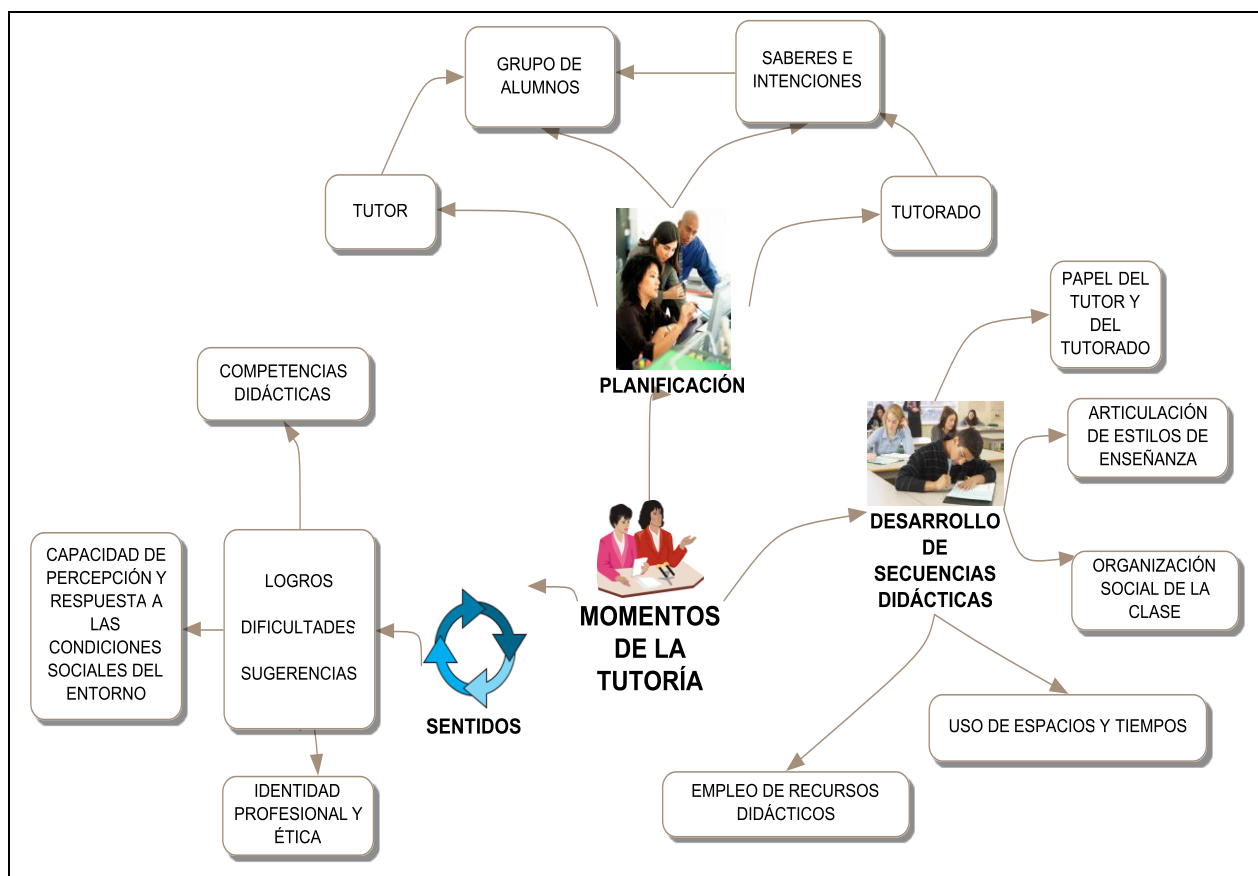 GRUPO DE
ALUMNOS
SABERES E
INTENCIONES
TUTOR
TUTORADO
PLANIFICACIÓN
PAPEL DEL
TUTOR Y
DEL
TUTORADO
COMPETENCIAS
DIDÁCTICAS
ARTICULACIÓN
DE ESTILOS DE
ENSEÑANZA
DESARROLLO
DE
SECUENCIAS
DIDÁCTICAS
ORGANIZACIÓN
SOCIAL DE LA
CLASE
CAPACIDAD DE
PERCEPCIÓN Y
RESPUESTA A
LAS
CONDICIONES
SOCIALES DEL
ENTORNO
LOGROS
DIFICULTADES
SUGERENCIAS
MOMENTOS
DE LA
TUTORÍA
SENTIDOS
USO DE ESPACIOS Y TIEMPOS
IDENTIDAD
PROFESIONAL Y
ÉTICA
EMPLEO DE RECURSOS
DIDÁCTICOS